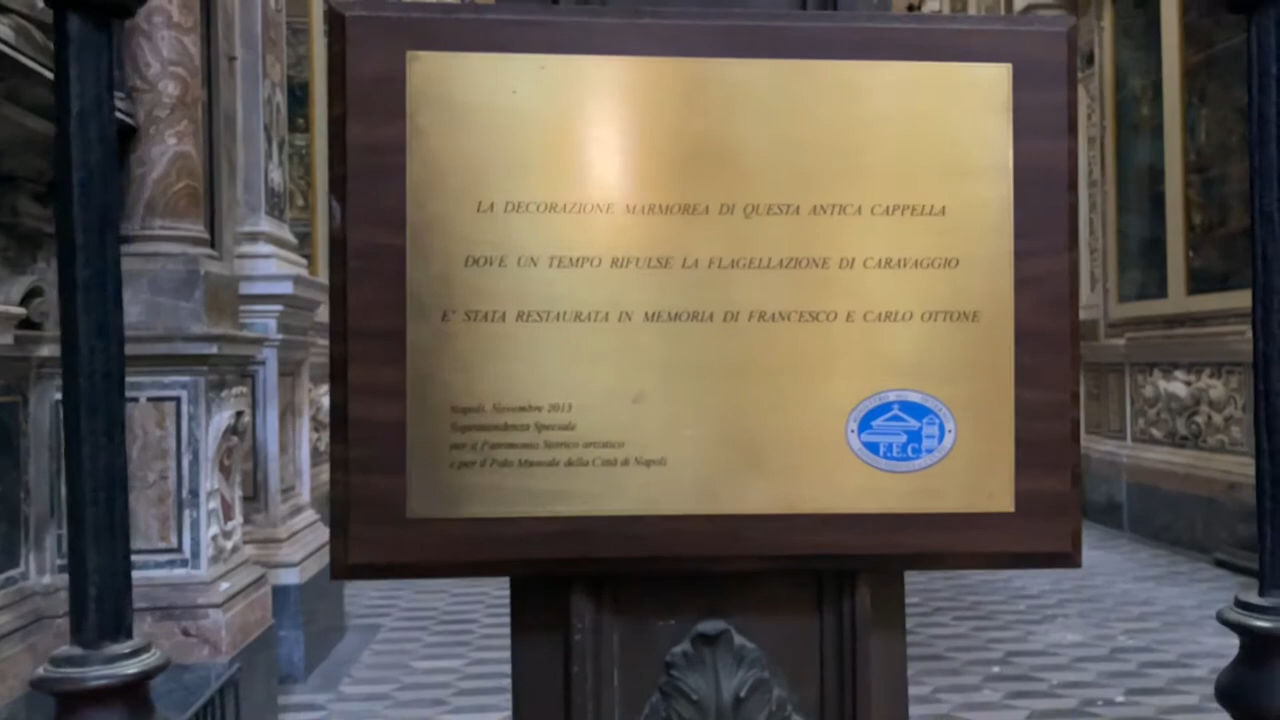 LA DECORAZIONE MARMOREA DI QUESTA ANTICA CAPPELLA
DOVE UN TEMPO RIFULSE LA FLAGELLAZIONE DI CARAVAGGIO
E' STATA RESTAURATA IN MEMORIA DI FRANCESCO E CARLO OTTONE
Napoli, Novembre 2013
Soprintendenza Speciale
per il Patrimonio Storico artistico
e per il Polo Museale della Città di Napoli
F.E.C.